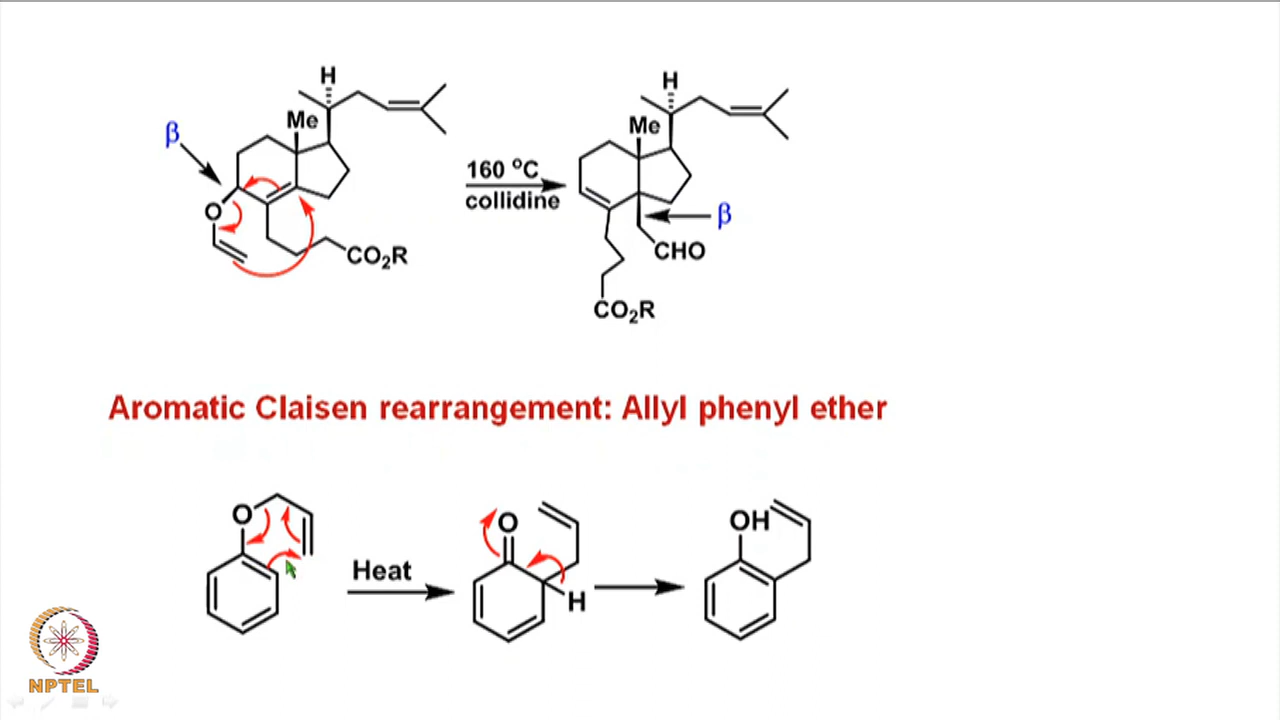 H
Me
β
O
CO₂R
160 °C
collidine
H
Me
β
CHO
CO₂R
Aromatic Claisen rearrangement: Allyl phenyl ether
O
Heat
O
H
OH
NPTEL